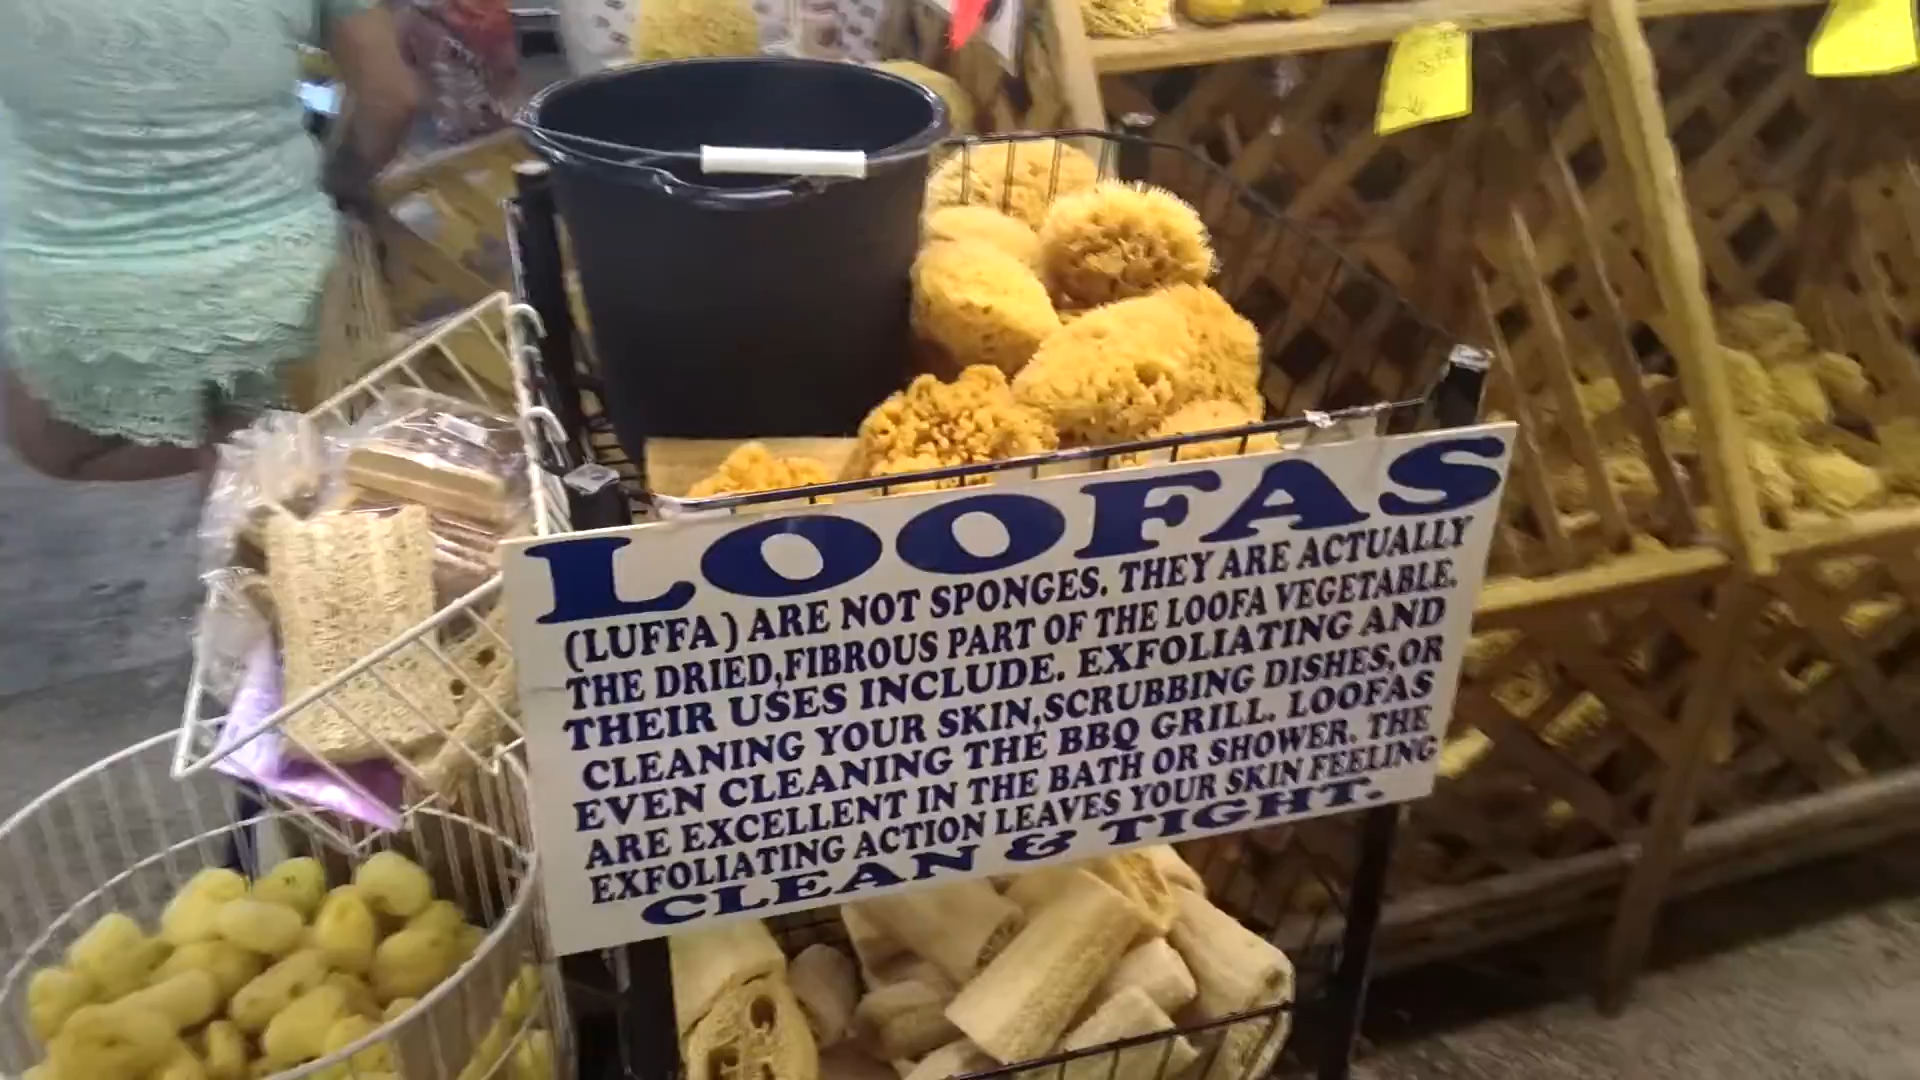 LOOFAS
(LUFFA) ARE NOT SPONGES. THEY ARE ACTUALLY
THE DRIED,FIBROUS PART OF THE LOOFA VEGETABLE.
THEIR USES INCLUDE. EXFOLIATING AND
CLEANING YOUR SKIN,SCRUBBING DISHES,OR
EVEN CLEANING THE BBQ GRILL. LOOFAS
ARE EXCELLENT IN THE BATH OR SHOWER. THE
EXFOLIATING ACTION LEAVES YOUR SKIN FEELING
CLEAN & TIGHT.